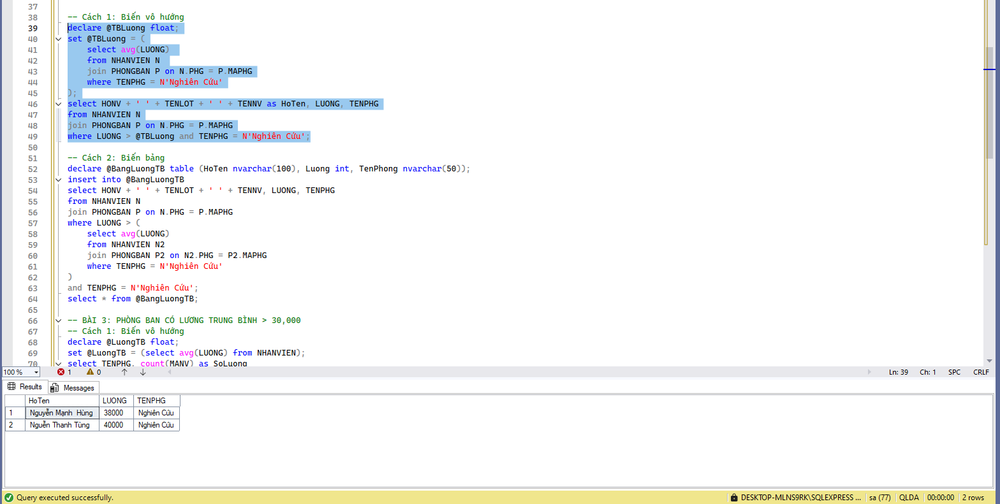 37
38 -- Cách 1: Biến vô hướng
39 declare @TBLuong float;
40 set @TBLuong = (
41 select avg(LUONG)
42 from NHANVIEN N
43 join PHONGBAN P on N.PHG = P.MAPHG
44 where TENPHG = N'Nghiên Cứu'
45 );
46 select HONV + ' ' + TENLOT + ' ' + TENNV as HoTen, LUONG, TENPHG
47 from NHANVIEN N
48 join PHONGBAN P on N.PHG = P.MAPHG
49 where LUONG > @TBLuong and TENPHG = N'Nghiên Cứu';
50
51 -- Cách 2: Biến bảng
52 declare @BangLuongTB table (HoTen nvarchar(100), Luong int, TenPhong nvarchar(50));
53 insert into @BangLuongTB
54 select HONV + ' ' + TENLOT + ' ' + TENNV, LUONG, TENPHG
55 from NHANVIEN N
56 join PHONGBAN P on N.PHG = P.MAPHG
57 where LUONG > (
58 select avg(LUONG)
59 from NHANVIEN N2
60 join PHONGBAN P2 on N2.PHG = P2.MAPHG
61 where TENPHG = N'Nghiên Cứu'
62 )
63 and TENPHG = N'Nghiên Cứu';
64 select * from @BangLuongTB;
65
66 -- BÀI 3: PHÒNG BAN CÓ LƯƠNG TRUNG BÌNH > 30,000
67 -- Cách 1: Biến vô hướng
68 declare @LuongTB float;
69 set @LuongTB = (select avg(LUONG) from NHANVIEN);
70 select TENPHG, count(MANV) as SoLuong
100 % 1 0 Ln: 39 Ch: 1 SPC CRLF
Results Messages
HoTen LUONG TENPHG
1 Nguyễn Mạnh Hùng 38000 Nghiên Cứu
2 Nguễn Thanh Tùng 40000 Nghiên Cứu
Query executed successfully. DESKTOP-MLNS9RK\SQLEXPRESS ... sa (77) QLDA 00:00:00 2 rows